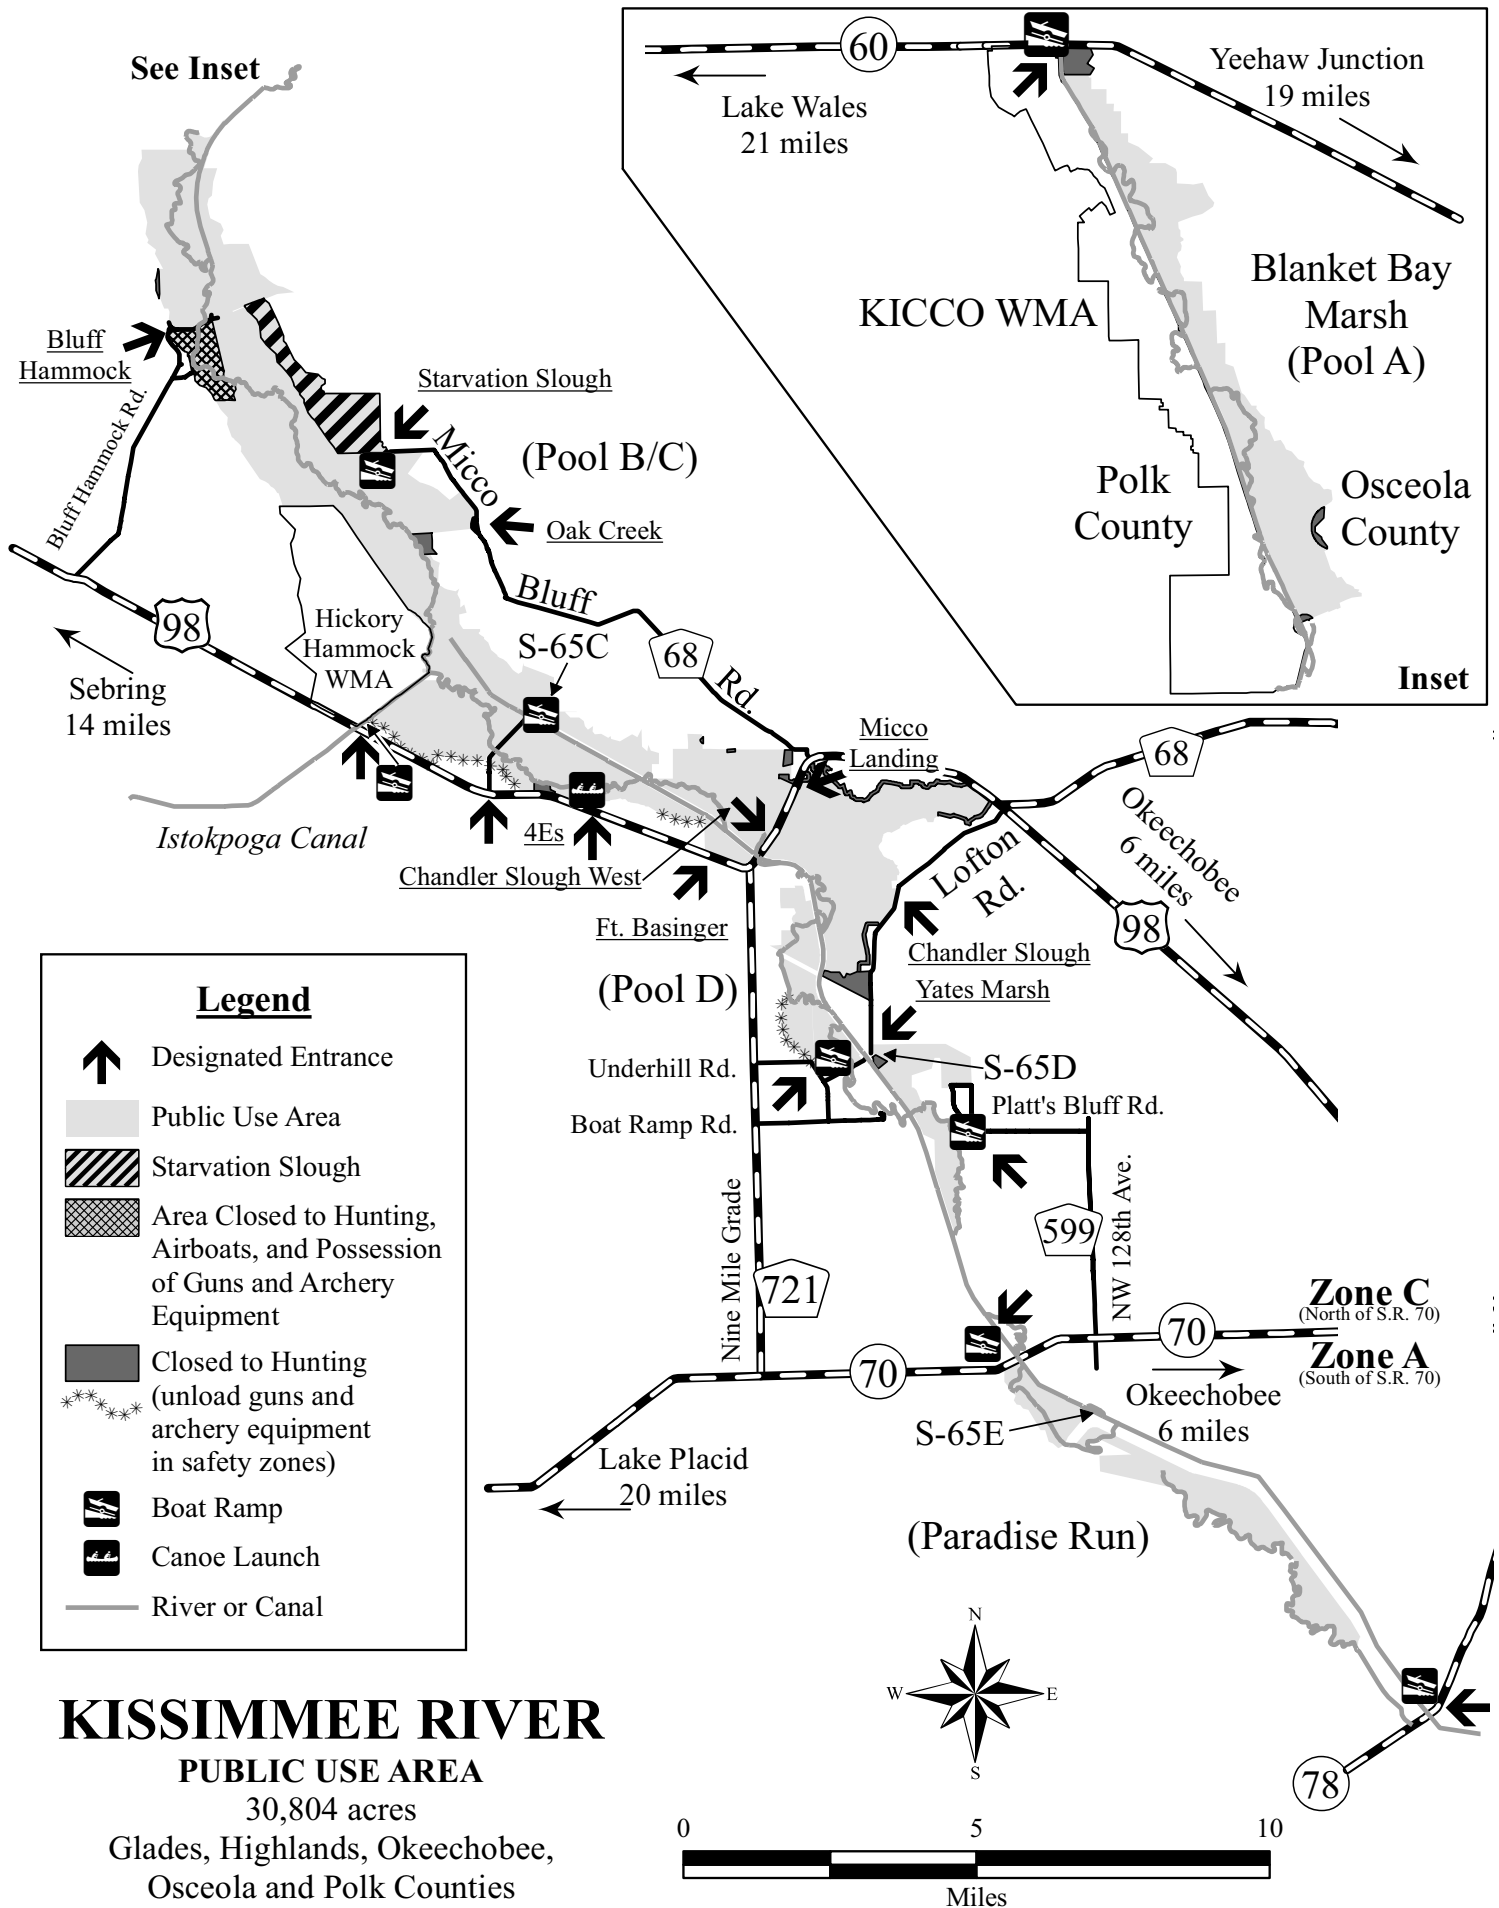 See Inset
60
Yeehaw Junction
19 miles
Lake Wales
21 miles
Blanket Bay
Marsh
(Pool A)
KICCO WMA
Polk
County
Osceola
County
Inset
Bluff
Hammock
Bluff Hammock Rd.
Starvation Slough
Micco
(Pool B/C)
Oak Creek
Bluff
98
Hickory
Hammock
WMA
S-65C
68
Rd.
Sebring
14 miles
Micco
Landing
68
Istokpoga Canal
4Es
Chandler Slough West
Okeechobee
6 miles
Lofton
Rd.
98
Ft. Basinger
Chandler Slough
(Pool D)
Yates Marsh
Underhill Rd.
S-65D
Boat Ramp Rd.
Platt's Bluff Rd.
Nine Mile Grade
721
599
NW 128th Ave.
Zone C
(North of S.R. 70)
70
70
Zone A
(South of S.R. 70)
Okeechobee
6 miles
S-65E
Lake Placid
20 miles
(Paradise Run)
78
Legend
Designated Entrance
Public Use Area
Starvation Slough
Area Closed to Hunting,
Airboats, and Possession
of Guns and Archery
Equipment
Closed to Hunting
(unload guns and
archery equipment
in safety zones)
Boat Ramp
Canoe Launch
River or Canal
N
W
E
S
KISSIMMEE RIVER
PUBLIC USE AREA
30,804 acres
Glades, Highlands, Okeechobee,
Osceola and Polk Counties
0 5 10
Miles